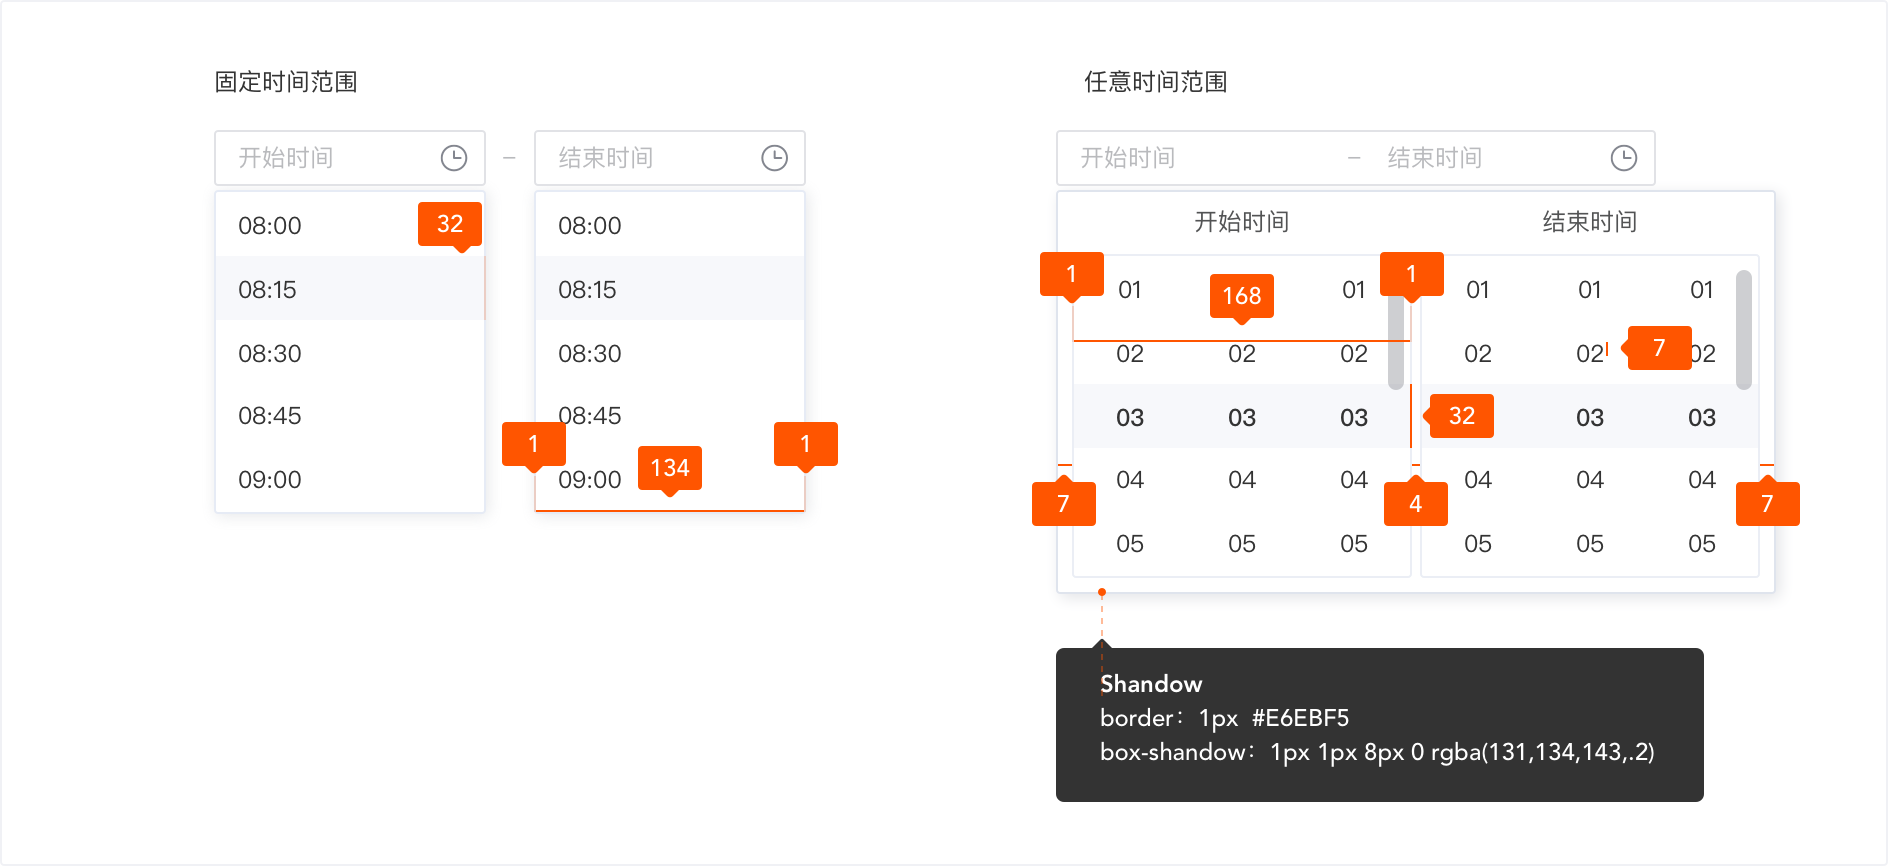 固定时间范围
开始时间 – 结束时间
08:00 32 08:00
08:15 08:15
08:30 08:30
08:45 08:45
1 134 1
09:00 09:00
任意时间范围
开始时间 – 结束时间
开始时间 结束时间
1 168 1
01 01 01 01 01
02 02 02 02 02 7 02
03 03 03 32 03 03
04 04 04 04 04 04
7 4 7
05 05 05 05 05 05
Shandow
border：1px #E6EBF5
box-shandow：1px 1px 8px 0 rgba(131,134,143,.2)